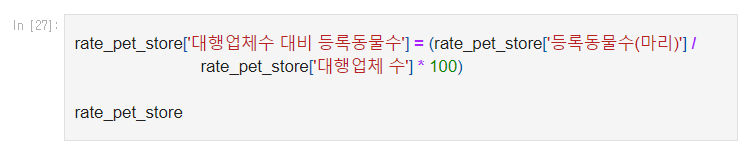 In [27]:
rate_pet_store['대행업체수 대비 등록동물수'] = (rate_pet_store['등록동물수(마리)'] /
rate_pet_store['대행업체 수'] * 100)
rate_pet_store